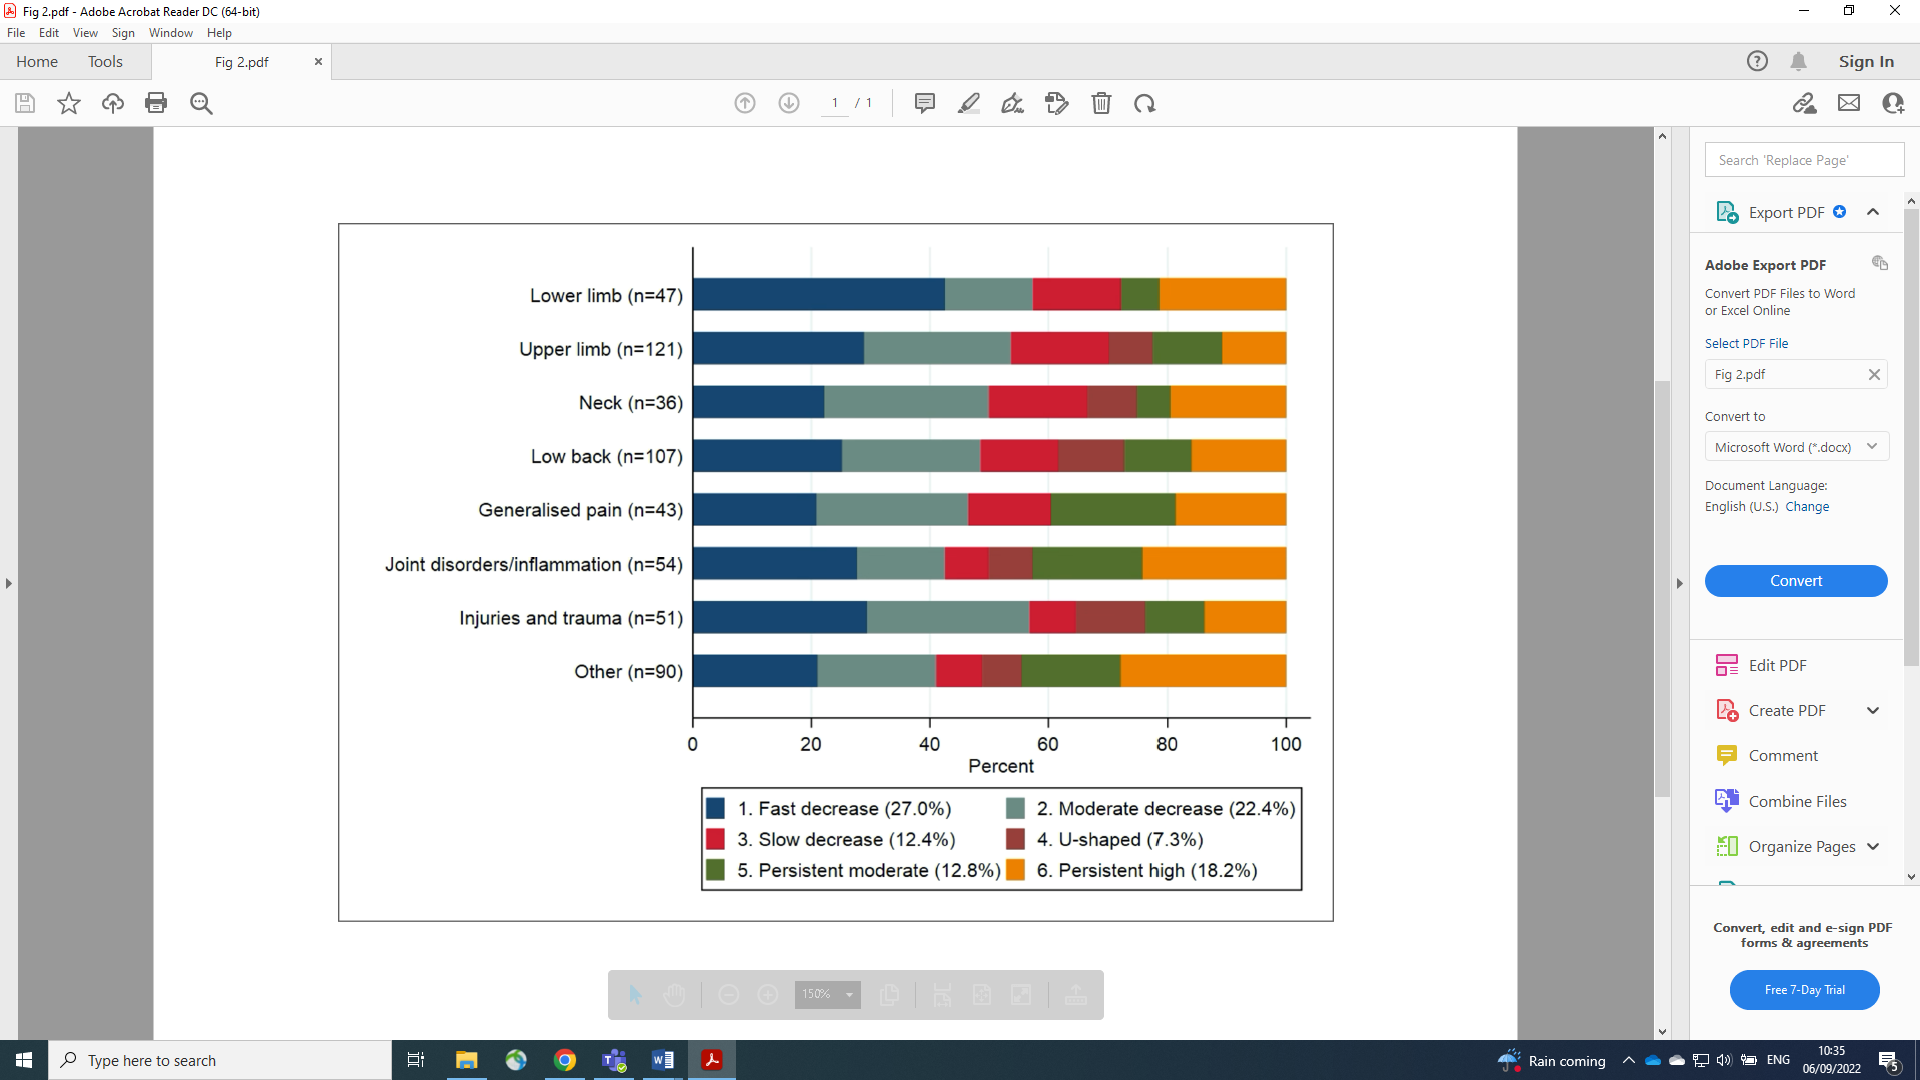 Fig 2.pdf - Adobe Acrobat Reader DC (64-bit)
File Edit View Sign Window Help
Home Tools Fig 2.pdf Sign In
1 / 1
Search 'Replace Page'
Export PDF
Adobe Export PDF
Convert PDF Files to Word
or Excel Online
Select PDF File
Fig 2.pdf
Convert to
Microsoft Word (*.docx)
Document Language:
English (U.S.) Change
Convert
Edit PDF
Create PDF
Comment
Combine Files
Organize Pages
Convert, edit and e-sign PDF
forms & agreements
Free 7-Day Trial
Lower limb (n=47)
Upper limb (n=121)
Neck (n=36)
Low back (n=107)
Generalised pain (n=43)
Joint disorders/inflammation (n=54)
Injuries and trauma (n=51)
Other (n=90)
0 20 40 60 80 100
Percent
1. Fast decrease (27.0%) 2. Moderate decrease (22.4%)
3. Slow decrease (12.4%) 4. U-shaped (7.3%)
5. Persistent moderate (12.8%) 6. Persistent high (18.2%)
150%
Type here to search
Rain coming
ENG
10:35
06/09/2022
5